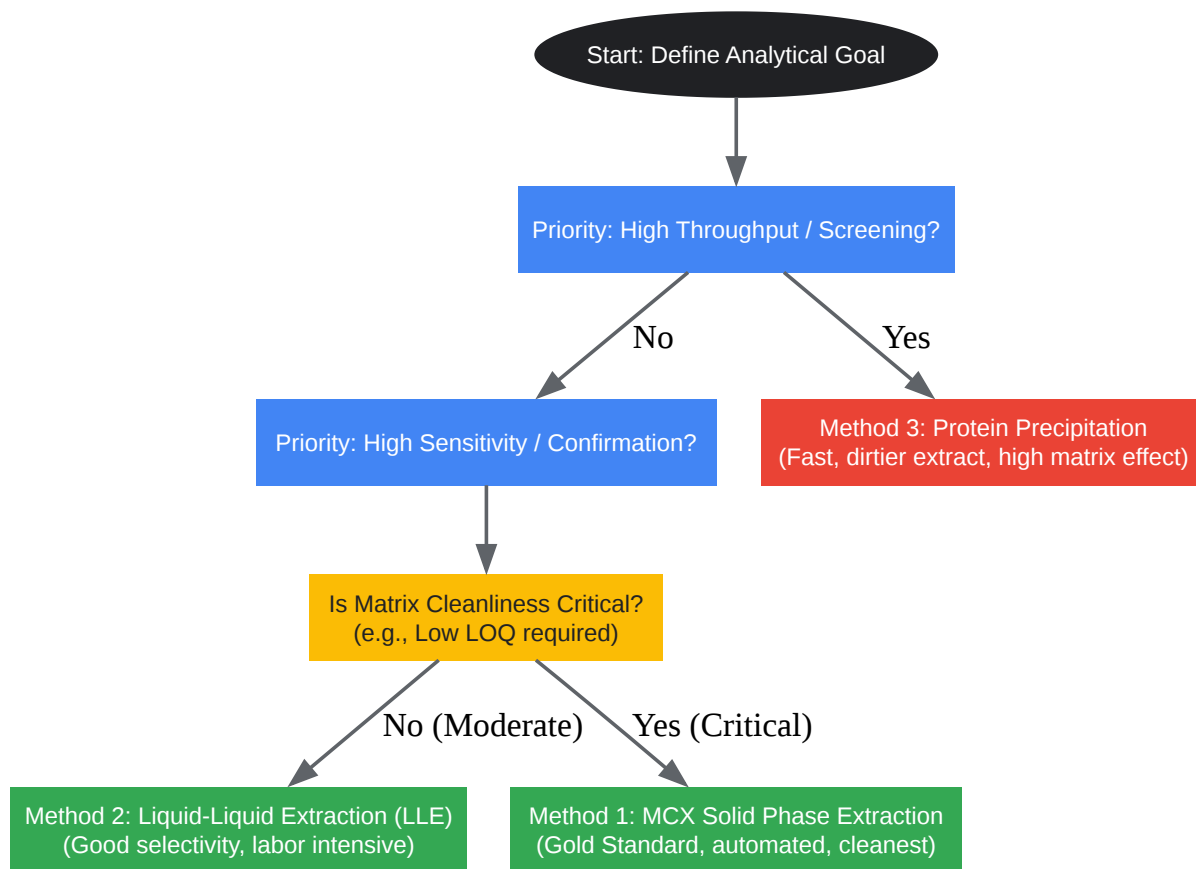 Start: Define Analytical Goal
Priority: High Throughput / Screening?
No
Yes
Priority: High Sensitivity / Confirmation?
Method 3: Protein Precipitation
(Fast, dirtier extract, high matrix effect)
Is Matrix Cleanliness Critical?
(e.g., Low LOQ required)
No (Moderate)
Yes (Critical)
Method 2: Liquid-Liquid Extraction (LLE)
(Good selectivity, labor intensive)
Method 1: MCX Solid Phase Extraction
(Gold Standard, automated, cleanest)